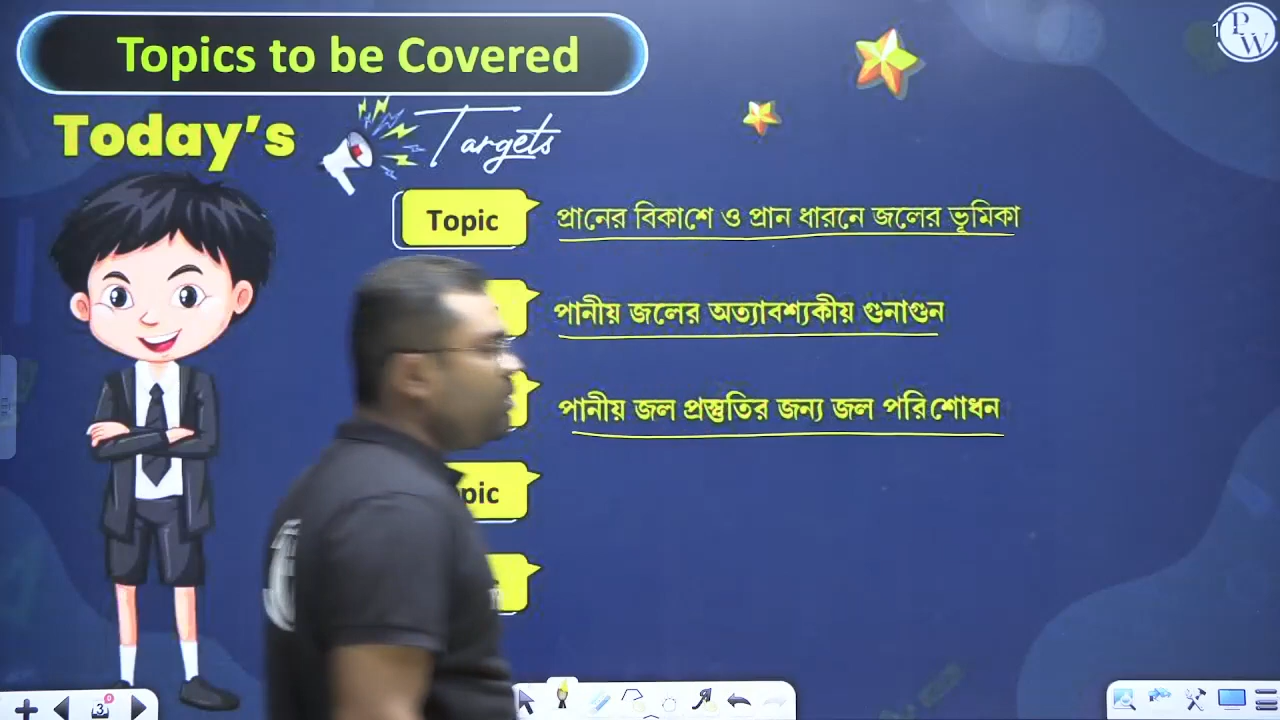 Topics to be Covered
Today's Targets
Topic প্রানের বিকাশে ও প্রান ধারনে জলের ভূমিকা
পানীয় জলের অত্যাবশ্যকীয় গুনাগুন
পানীয় জল প্রস্তুতির জন্য জল পরিশোধন
PW
3